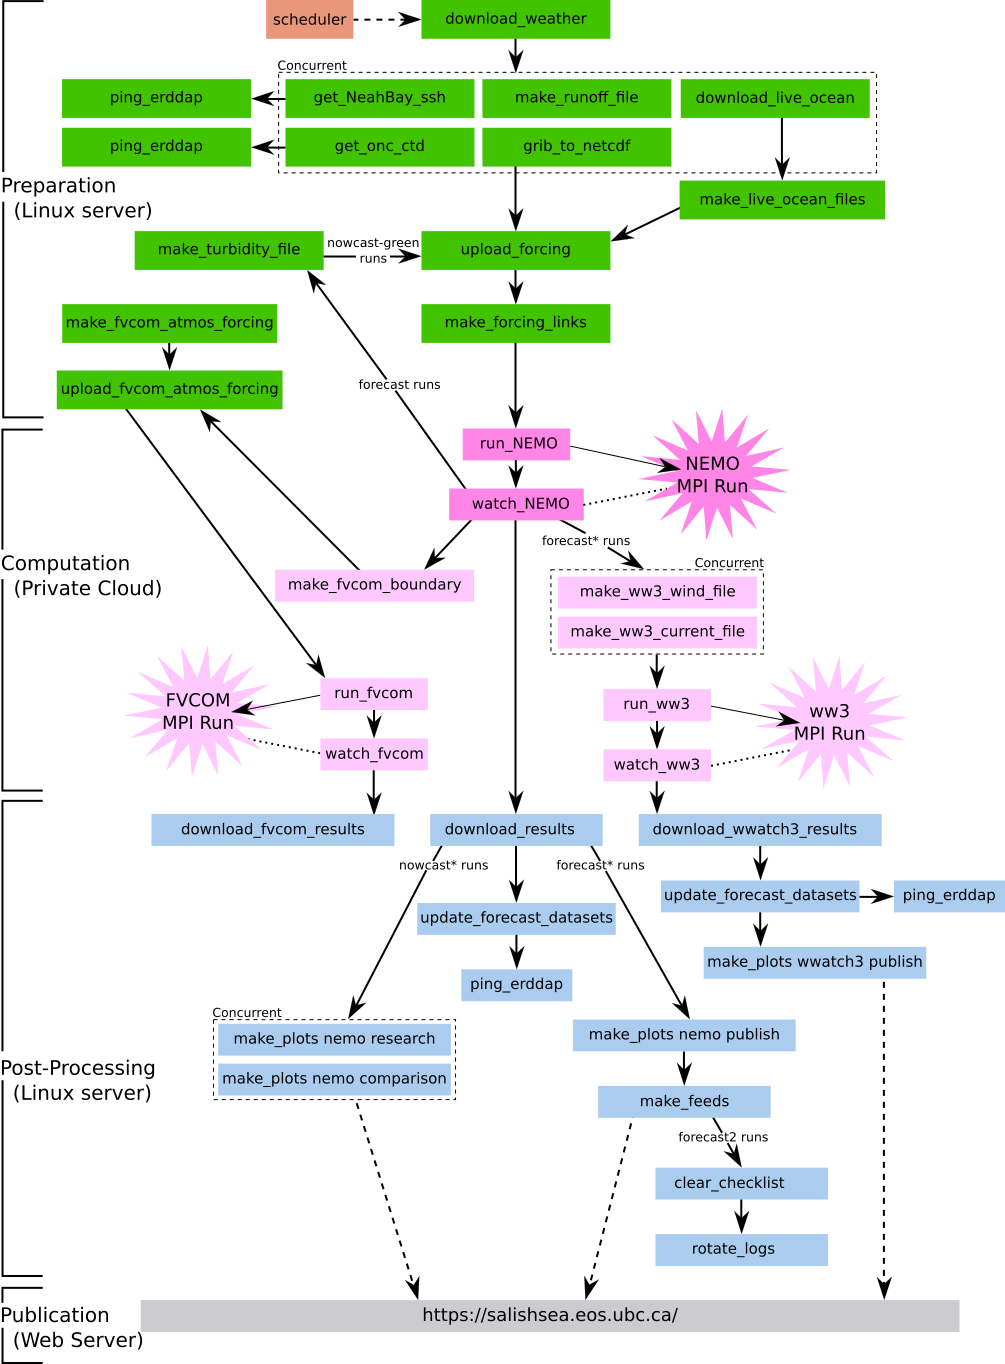 scheduler
download_weather
Concurrent
ping_erddap
get_NeahBay_ssh
make_runoff_file
download_live_ocean
ping_erddap
get_onc_ctd
grib_to_netcdf
Preparation
(Linux server)
make_live_ocean_files
make_turbidity_file
nowcast-green
runs
upload_forcing
make_fvcom_atmos_forcing
make_forcing_links
upload_fvcom_atmos_forcing
forecast runs
run_NEMO
NEMO
MPI Run
watch_NEMO
forecast* runs
Computation
(Private Cloud)
Concurrent
make_fvcom_boundary
make_ww3_wind_file
make_ww3_current_file
FVCOM
MPI Run
run_fvcom
run_ww3
ww3
MPI Run
watch_fvcom
watch_ww3
download_fvcom_results
download_results
download_wwatch3_results
nowcast* runs
forecast* runs
update_forecast_datasets
ping_erddap
update_forecast_datasets
make_plots wwatch3 publish
ping_erddap
Concurrent
make_plots nemo research
make_plots nemo publish
Post-Processing
(Linux server)
make_plots nemo comparison
make_feeds
forecast2 runs
clear_checklist
rotate_logs
Publication
(Web Server)
https://salishsea.eos.ubc.ca/